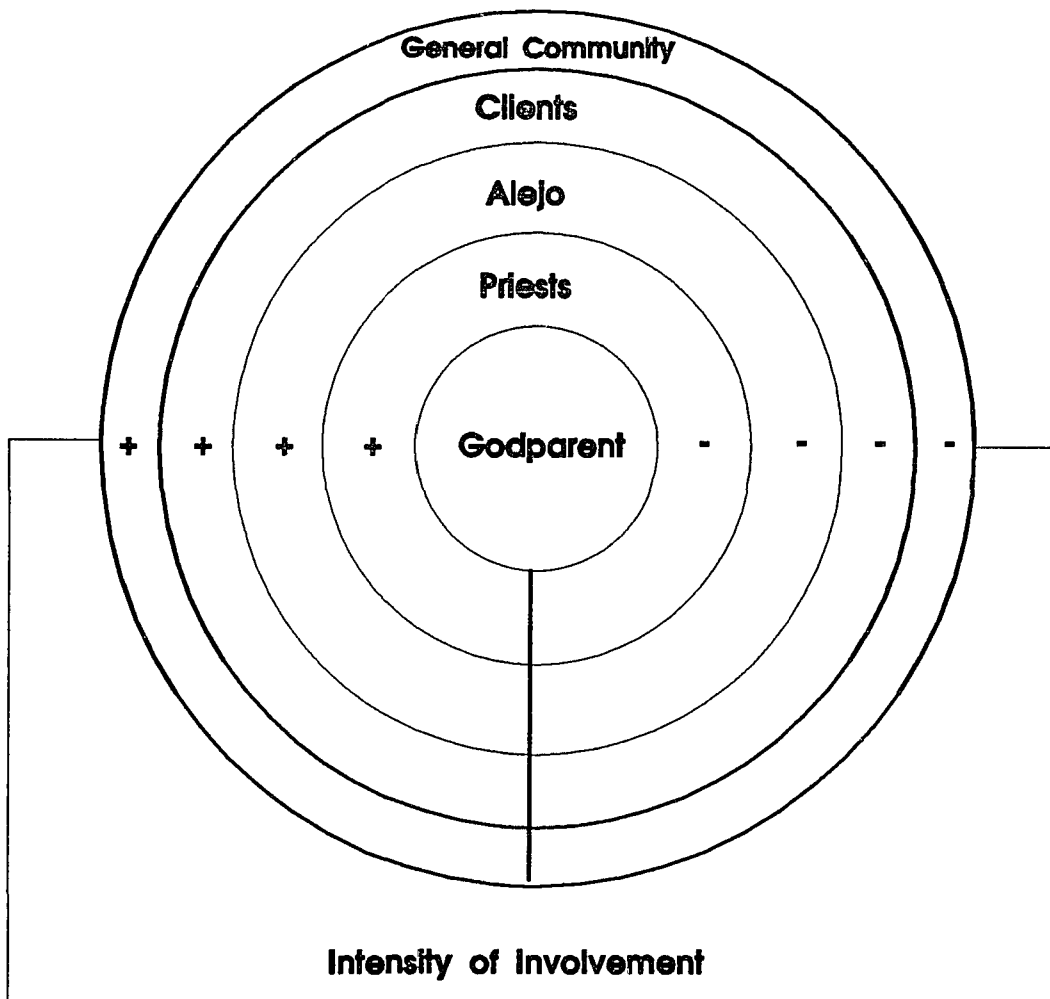 General Community
Clients
Alejo
Priests
+ + + + Godparent - - - -
Intensity of Involvement